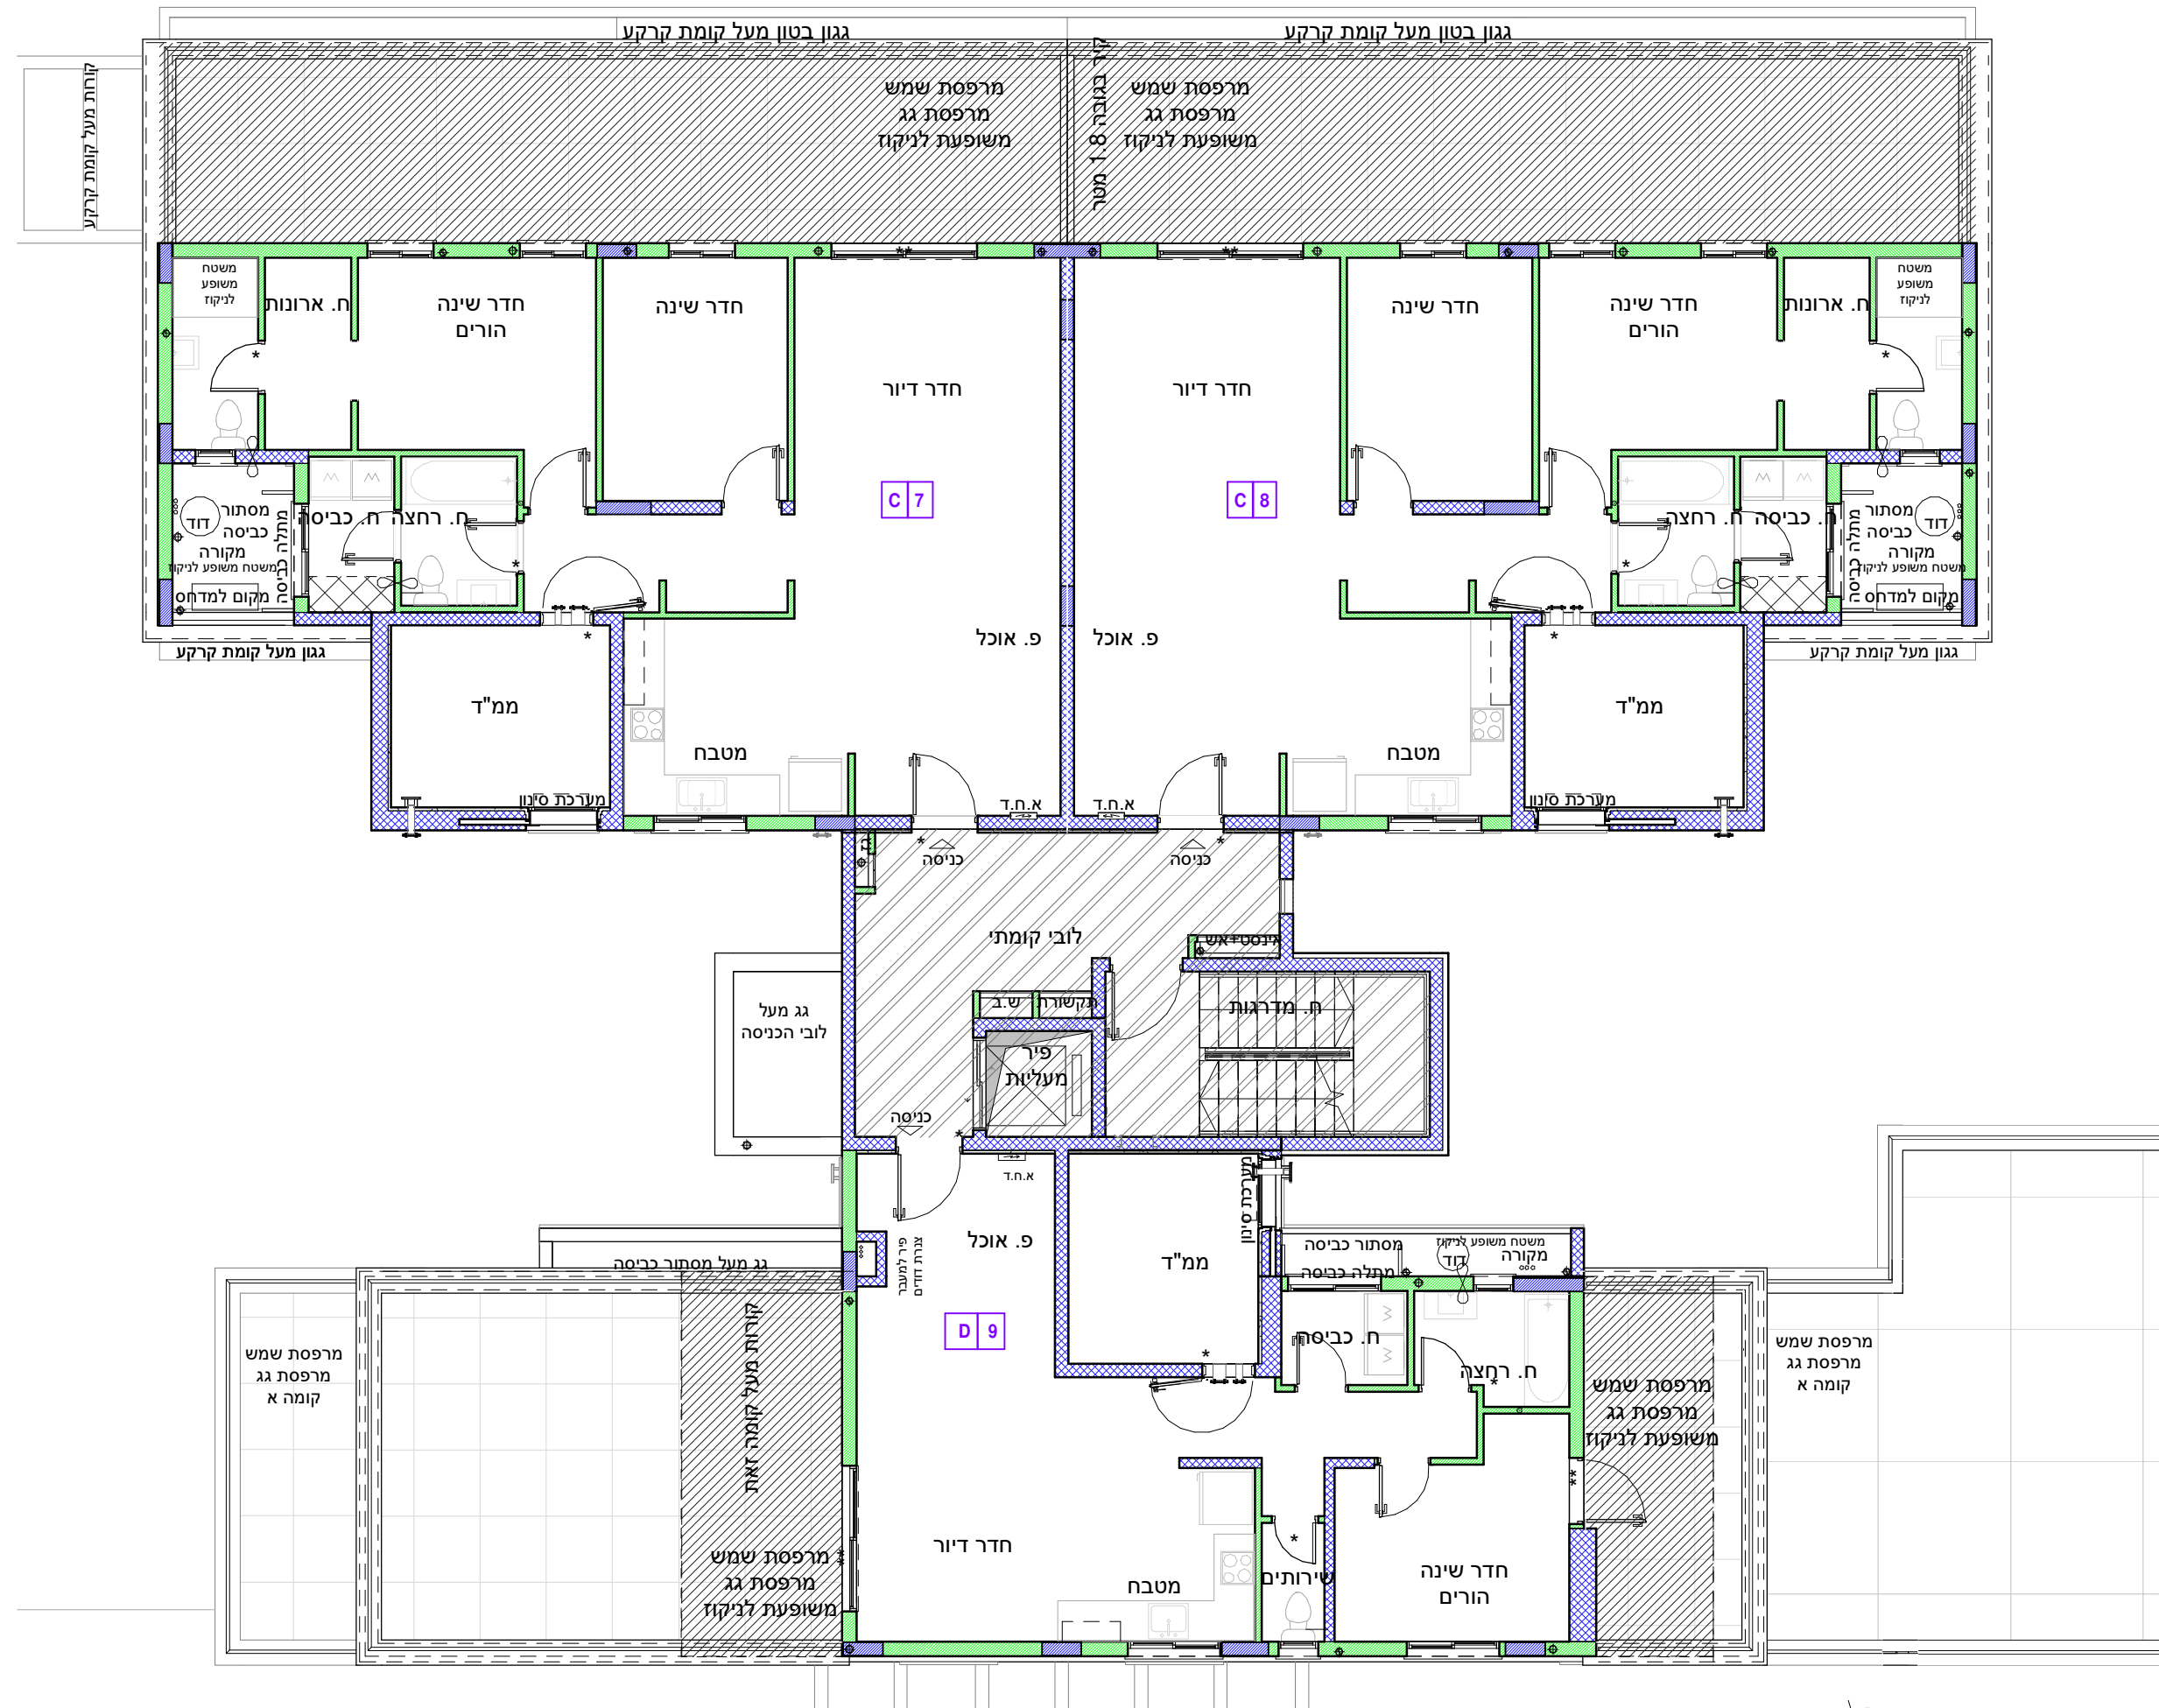 גגון בטון מעל קומת קרקע
גגון בטון מעל קומת קרקע
קורות מעל קומת קרקע
מרפסת שמש
מרפסת גג
משופעת לניקוז
קיר בגובה 1.8 מטר
מרפסת שמש
מרפסת גג
משופעת לניקוז
משטח
משופע
לניקוז
ח. ארונות
חדר שינה
הורים
חדר שינה
חדר דיור
חדר דיור
חדר שינה
חדר שינה
הורים
ח. ארונות
משטח
משופע
לניקוז
C 7
C 8
מסתור
כביסה
דוד
מקורה
משטח משופע לניקוז
מקום למדחס
מתלה כביסה
ח. כביסה
ח. רחצה
ח. רחצה
ח. כביסה
מתלה כביסה
מסתור
כביסה
דוד
מקורה
משטח משופע לניקוז
מקום למדחס
גגון מעל קומת קרקע
גגון מעל קומת קרקע
פ. אוכל
פ. אוכל
ממ"ד
ממ"ד
מטבח
מטבח
מערכת סינון
מערכת סינון
א.ח.ד
א.ח.ד
גז
כניסה
כניסה
לובי קומתי
אינסט+אש
ש.ב
תקשורת
ח. מדרגות
גג מעל
לובי הכניסה
פיר
מעליות
כניסה
א.ח.ד
מערכת סינון
פ. אוכל
פיר למעבר
צנרת דודים
ממ"ד
מסתור כביסה
מתלה כביסה
משטח משופע לניקוז
דוד
מקורה
גג מעל מסתור כביסה
D 9
ח. כביסה
ח. רחצה
מרפסת שמש
מרפסת גג
קומה א
קורות מעל קומה זאת
מרפסת שמש
מרפסת גג
משופעת לניקוז
מרפסת שמש
מרפסת גג
קומה א
מרפסת שמש
מרפסת גג
משופעת לניקוז
חדר דיור
מטבח
שירותים
חדר שינה
הורים